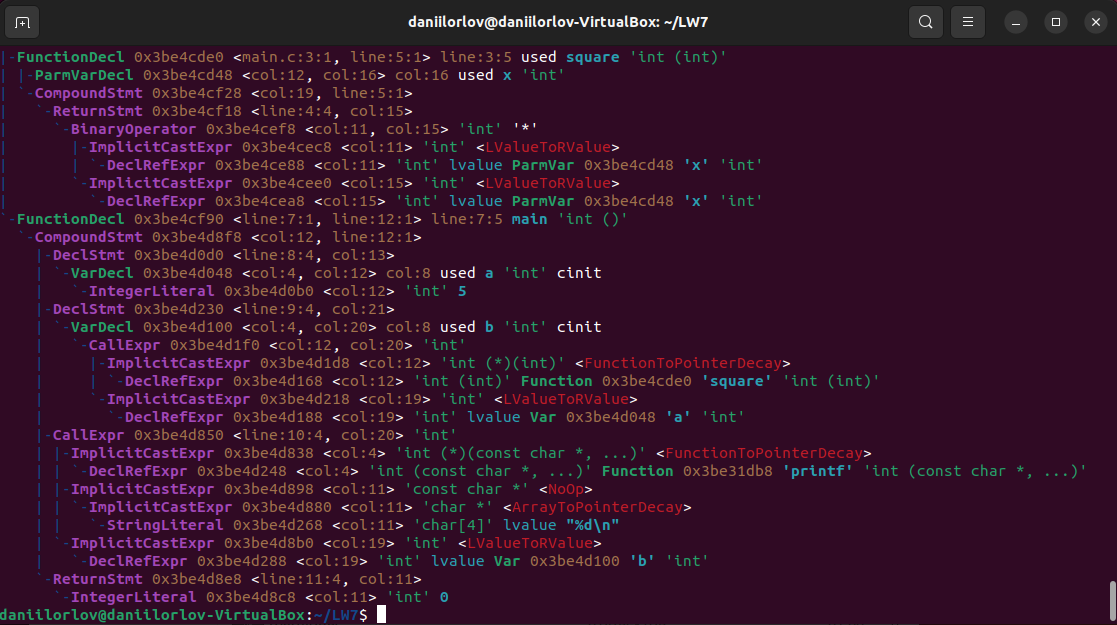 daniilorlov@daniilorlov-VirtualBox: ~/LW7
|-FunctionDecl 0x3be4cde0 <main.c:3:1, line:5:1> line:3:5 used square 'int (int)'
| |-ParmVarDecl 0x3be4cd48 <col:12, col:16> col:16 used x 'int'
| `-CompoundStmt 0x3be4cf28 <col:19, line:5:1>
|   `-ReturnStmt 0x3be4cf18 <line:4:4, col:15>
|     `-BinaryOperator 0x3be4cef8 <col:11, col:15> 'int' '*'
|       |-ImplicitCastExpr 0x3be4cec8 <col:11> 'int' <LValueToRValue>
|       | `-DeclRefExpr 0x3be4ce88 <col:11> 'int' lvalue ParmVar 0x3be4cd48 'x' 'int'
|       `-ImplicitCastExpr 0x3be4cee0 <col:15> 'int' <LValueToRValue>
|         `-DeclRefExpr 0x3be4cea8 <col:15> 'int' lvalue ParmVar 0x3be4cd48 'x' 'int'
`-FunctionDecl 0x3be4cf90 <line:7:1, line:12:1> line:7:5 main 'int ()'
  `-CompoundStmt 0x3be4d8f8 <col:12, line:12:1>
    |-DeclStmt 0x3be4d0d0 <line:8:4, col:13>
    | `-VarDecl 0x3be4d048 <col:4, col:12> col:8 used a 'int' cinit
    |   `-IntegerLiteral 0x3be4d0b0 <col:12> 'int' 5
    |-DeclStmt 0x3be4d230 <line:9:4, col:21>
    | `-VarDecl 0x3be4d100 <col:4, col:20> col:8 used b 'int' cinit
    |   `-CallExpr 0x3be4d1f0 <col:12, col:20> 'int'
    |     |-ImplicitCastExpr 0x3be4d1d8 <col:12> 'int (*)(int)' <FunctionToPointerDecay>
    |     | `-DeclRefExpr 0x3be4d168 <col:12> 'int (int)' Function 0x3be4cde0 'square' 'int (int)'
    |     `-ImplicitCastExpr 0x3be4d218 <col:19> 'int' <LValueToRValue>
    |       `-DeclRefExpr 0x3be4d188 <col:19> 'int' lvalue Var 0x3be4d048 'a' 'int'
    |-CallExpr 0x3be4d850 <line:10:4, col:20> 'int'
    | |-ImplicitCastExpr 0x3be4d838 <col:4> 'int (*)(const char *, ...)' <FunctionToPointerDecay>
    | | `-DeclRefExpr 0x3be4d248 <col:4> 'int (const char *, ...)' Function 0x3be31db8 'printf' 'int (const char *, ...)'
    | |-ImplicitCastExpr 0x3be4d898 <col:11> 'const char *' <NoOp>
    | | `-ImplicitCastExpr 0x3be4d880 <col:11> 'char *' <ArrayToPointerDecay>
    | |   `-StringLiteral 0x3be4d268 <col:11> 'char[4]' lvalue "%d\n"
    | `-ImplicitCastExpr 0x3be4d8b0 <col:19> 'int' <LValueToRValue>
    |   `-DeclRefExpr 0x3be4d288 <col:19> 'int' lvalue Var 0x3be4d100 'b' 'int'
    `-ReturnStmt 0x3be4d8e8 <line:11:4, col:11>
      `-IntegerLiteral 0x3be4d8c8 <col:11> 'int' 0
daniilorlov@daniilorlov-VirtualBox:~/LW7$